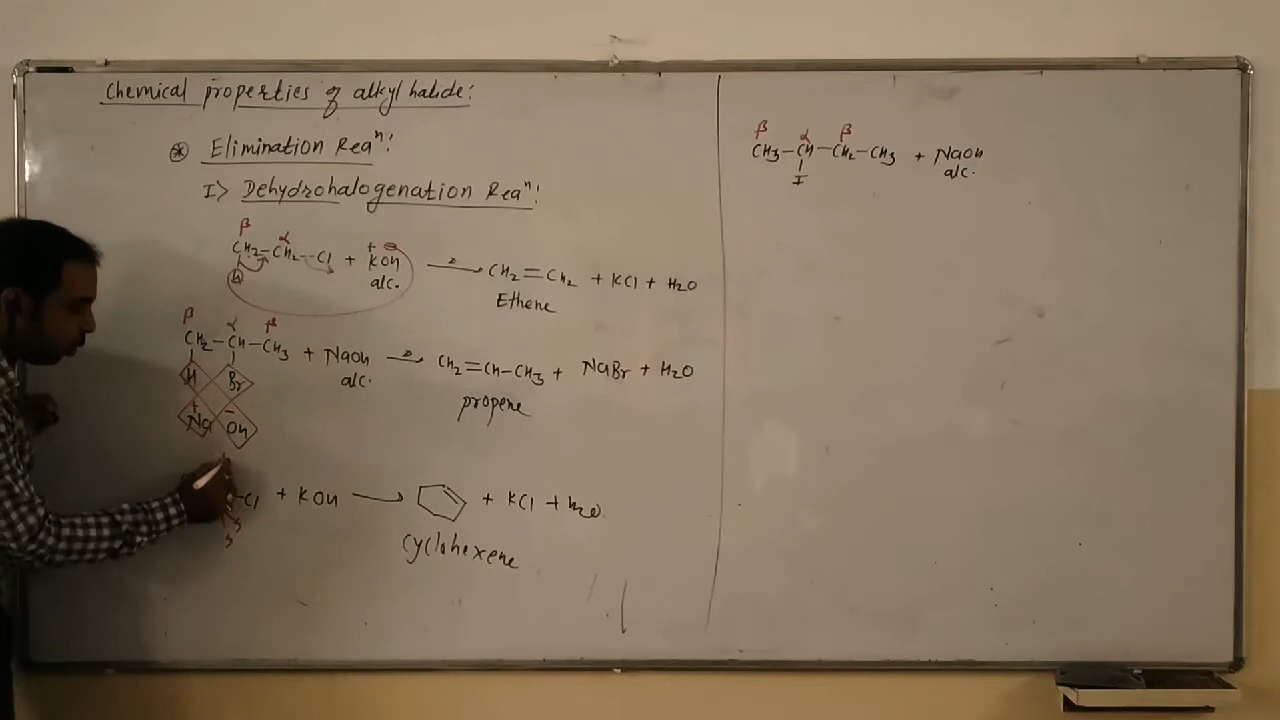 Chemical properties of alkyl halide:
⊛ Elimination Reaⁿ:
I> Dehydrohalogenation Reaⁿ:
β α + ⊖
CH₂-CH₂-Cl + KOH →Δ CH₂=CH₂ + KCl + H₂O
H alc. Ethene
β α β
CH₂-CH-CH₃ + NaOH →Δ CH₂=CH-CH₃ + NaBr + H₂O
H Br alc. propene
+ -
Na OH
-Cl + KOH → + KCl + H₂O
cyclohexene
β α β
CH₃-CH-CH₂-CH₃ + NaOH
I alc.